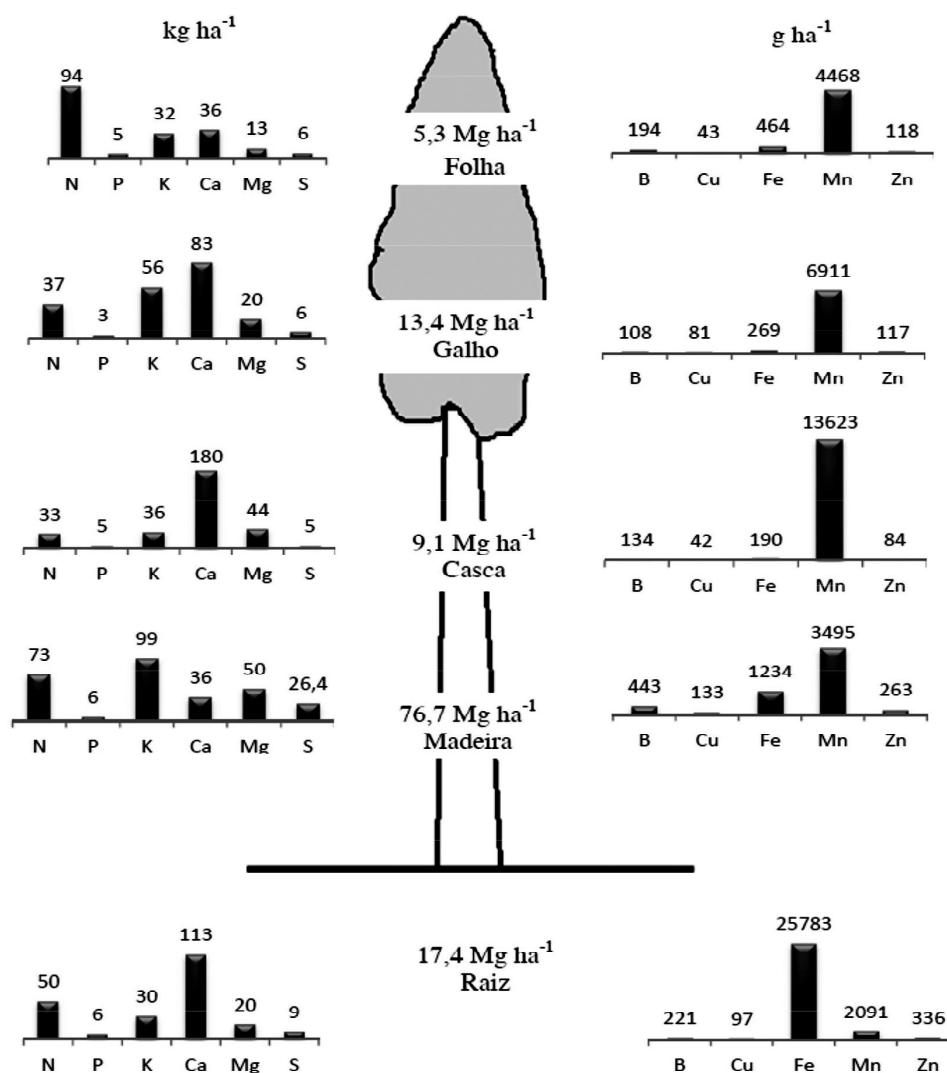 kg ha⁻¹
g ha⁻¹
94 5 32 36 13 6
N P K Ca Mg S
5,3 Mg ha⁻¹
Folha
194 43 464 4468 118
B Cu Fe Mn Zn
37 3 56 83 20 6
N P K Ca Mg S
13,4 Mg ha⁻¹
Galho
108 81 269 6911 117
B Cu Fe Mn Zn
33 5 36 180 44 5
N P K Ca Mg S
9,1 Mg ha⁻¹
Casca
134 42 190 13623 84
B Cu Fe Mn Zn
73 6 99 36 50 26,4
N P K Ca Mg S
76,7 Mg ha⁻¹
Madeira
443 133 1234 3495 263
B Cu Fe Mn Zn
50 6 30 113 20 9
N P K Ca Mg S
17,4 Mg ha⁻¹
Raiz
221 97 25783 2091 336
B Cu Fe Mn Zn